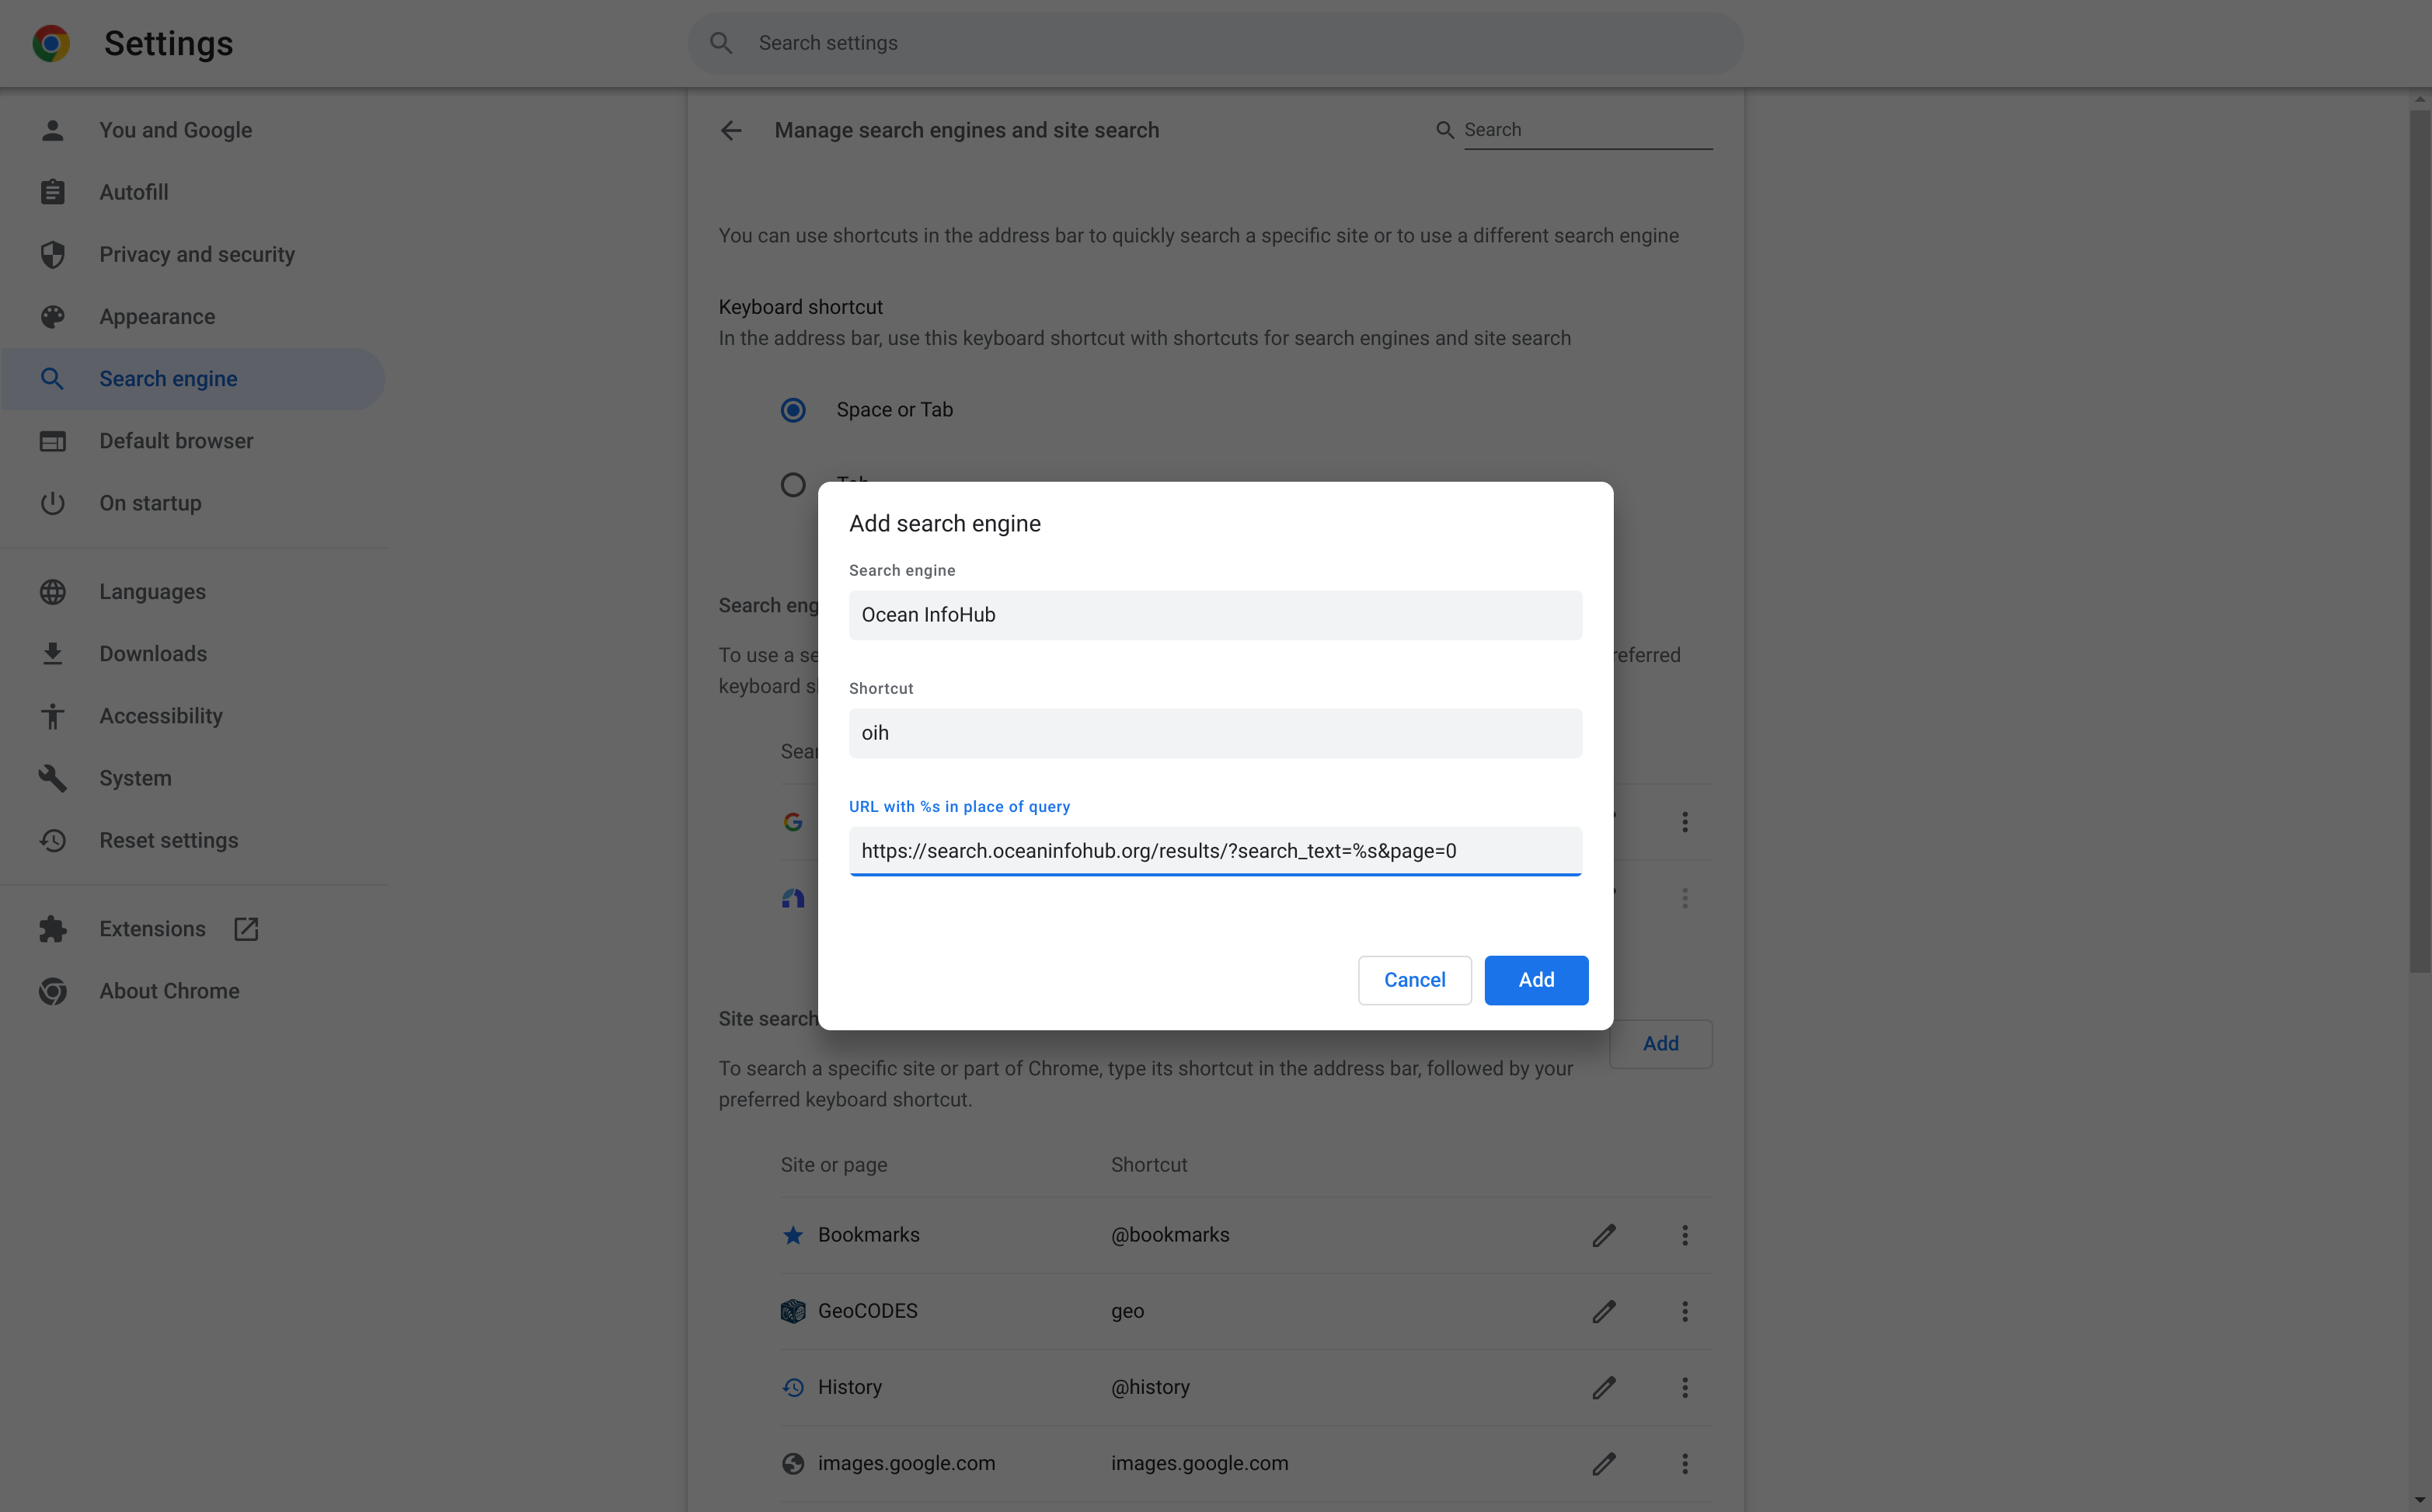 Settings
Search settings
You and Google
Autofill
Privacy and security
Appearance
Search engine
Default browser
On startup
Languages
Downloads
Accessibility
System
Reset settings
Extensions
About Chrome
Manage search engines and site search
Search
You can use shortcuts in the address bar to quickly search a specific site or to use a different search engine
Keyboard shortcut
In the address bar, use this keyboard shortcut with shortcuts for search engines and site search
Space or Tab
Tab
Search eng
To use a se
referred
keyboard s
Sear
Add search engine
Search engine
Ocean InfoHub
Shortcut
oih
URL with %s in place of query
https://search.oceaninfohub.org/results/?search_text=%s&page=0
Cancel
Add
Site search
Add
To search a specific site or part of Chrome, type its shortcut in the address bar, followed by your
preferred keyboard shortcut.
Site or page Shortcut
Bookmarks @bookmarks
GeoCODES geo
History @history
images.google.com images.google.com